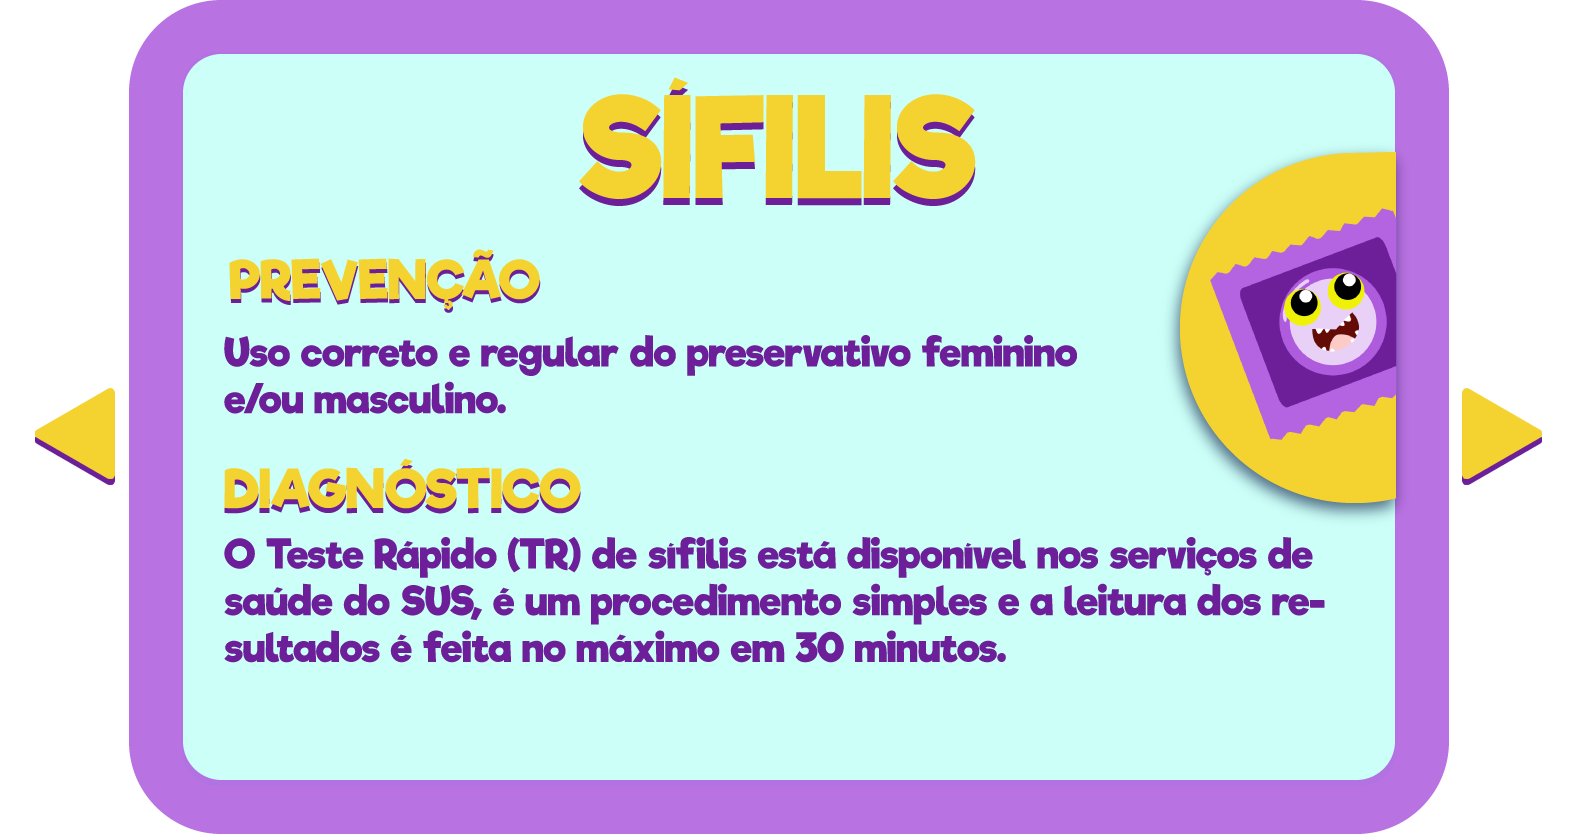 SÍFILIS
PREVENÇÃO
Uso correto e regular do preservativo feminino
e/ou masculino.
DIAGNÓSTICO
O Teste Rápido (TR) de sífilis está disponível nos serviços de
saúde do SUS, é um procedimento simples e a leitura dos re-
sultados é feita no máximo em 30 minutos.